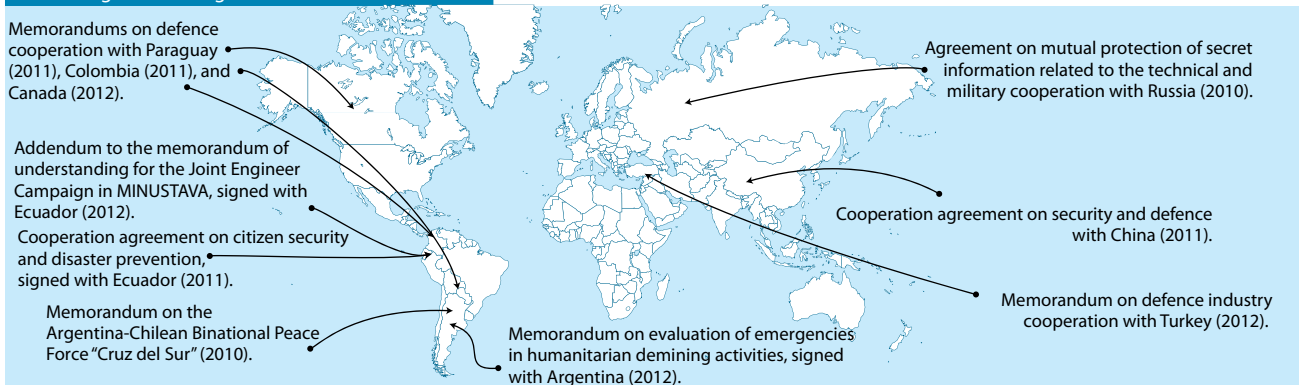 Memorandums on defence
cooperation with Paraguay
(2011), Colombia (2011), and
Canada (2012).
Addendum to the memorandum of
understanding for the Joint Engineer
Campaign in MINUSTAVA, signed with
Ecuador (2012).
Cooperation agreement on citizen security
and disaster prevention,
signed with Ecuador (2011).
Memorandum on the
Argentina-Chilean Binational Peace
Force “Cruz del Sur” (2010).
Memorandum on evaluation of emergencies
in humanitarian demining activities, signed
with Argentina (2012).
Agreement on mutual protection of secret
information related to the technical and
military cooperation with Russia (2010).
Cooperation agreement on security and defence
with China (2011).
Memorandum on defence industry
cooperation with Turkey (2012).